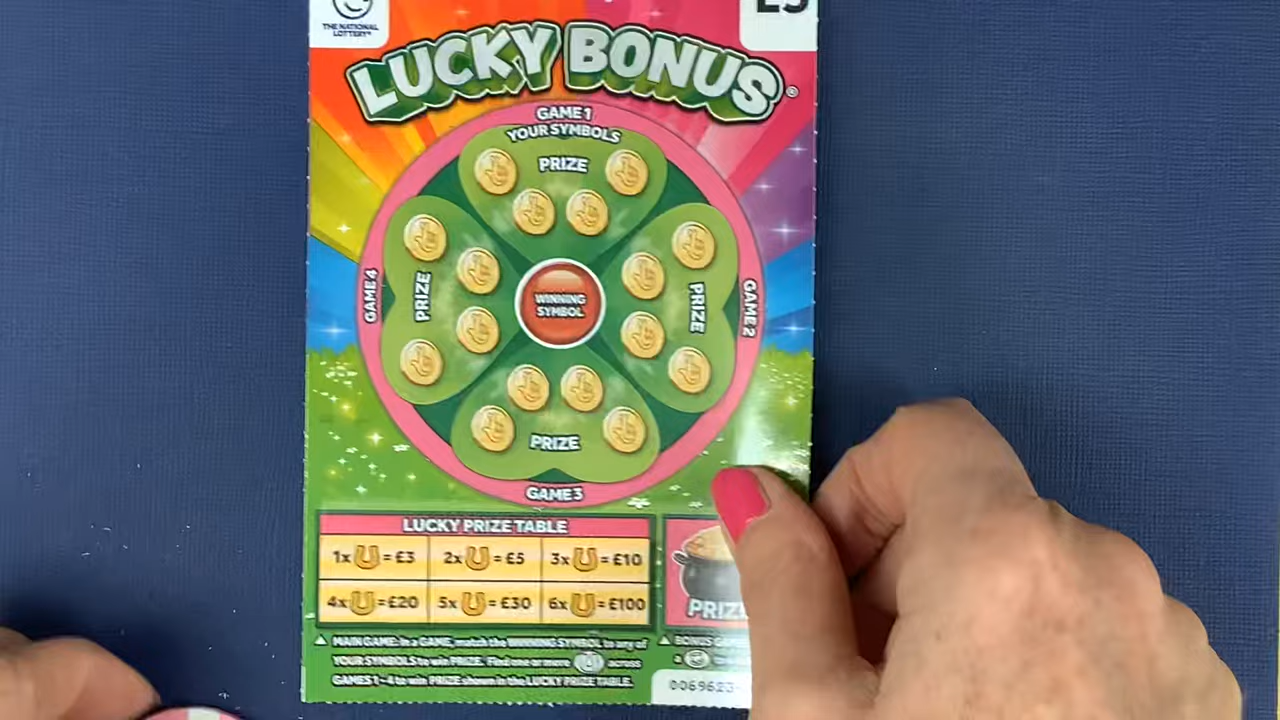 THE NATIONAL
LOTTERY®
£3
LUCKY BONUS®
GAME 1
YOUR SYMBOLS
PRIZE
GAME 4
PRIZE
WINNING
SYMBOL
PRIZE
GAME 2
PRIZE
GAME 3
LUCKY PRIZE TABLE
1x = £3 2x = £5 3x = £10
4x = £20 5x = £30 6x = £100
PRIZE
MAIN GAME: In a GAME, match the WINNING SYMBOL to any of
YOUR SYMBOLS to win PRIZE. Find one or more across
GAMES 1-4 to win PRIZE shown in the LUCKY PRIZE TABLE.
BONUS
a
0069623